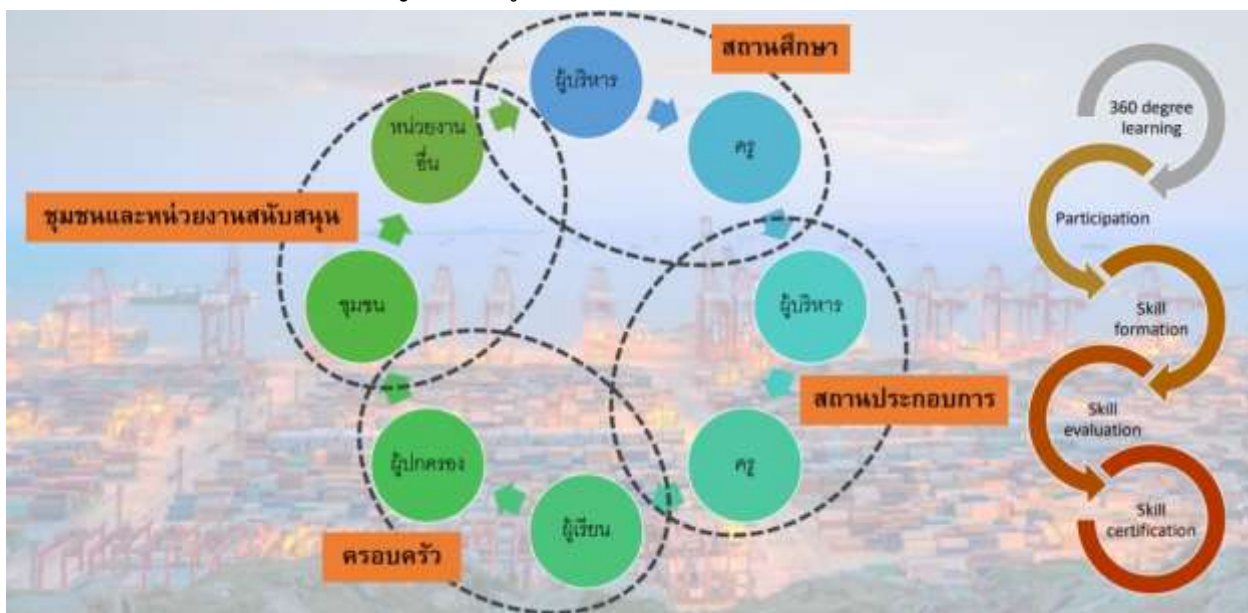 สถานศึกษา
ผู้บริหาร
ครู
หน่วยงาน
อื่น
ชุมชนและหน่วยงานสนับสนุน
ชุมชน
ผู้บริหาร
สถานประกอบการ
ครู
ผู้ปกครอง
ผู้เรียน
ครอบครัว
360 degree
learning
Participation
Skill
formation
Skill
evaluation
Skill
certification